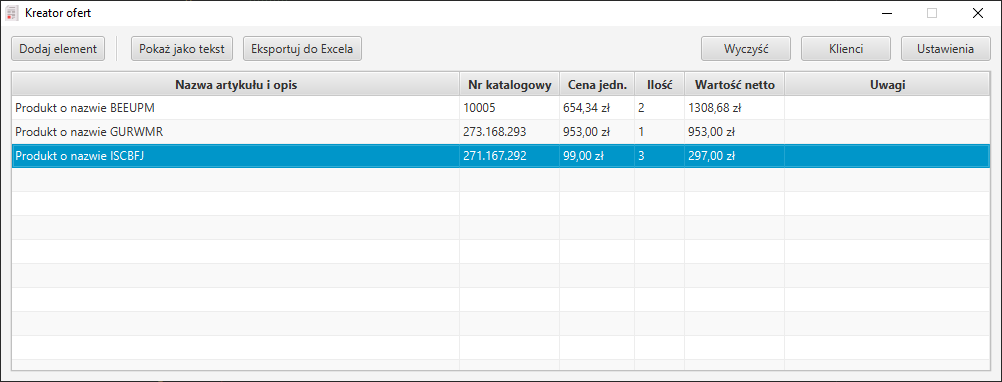 Kreator ofert
Dodaj element Pokaż jako tekst Eksportuj do Excela Wyczyść Klienci Ustawienia
Nazwa artykułu i opis Nr katalogowy Cena jedn. Ilość Wartość netto Uwagi
Produkt o nazwie BEEUPM 10005 654,34 zł 2 1308,68 zł
Produkt o nazwie GURWMR 273.168.293 953,00 zł 1 953,00 zł
Produkt o nazwie ISCBFJ 271.167.292 99,00 zł 3 297,00 zł